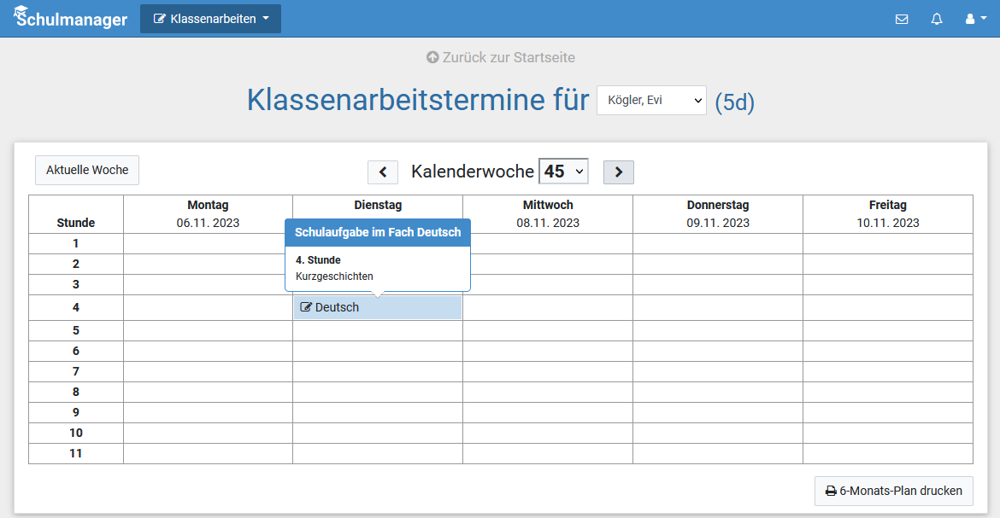 Schulmanager Klassenarbeiten
Zurück zur Startseite
Klassenarbeitstermine für Kögler, Evi (5d)
Aktuelle Woche Kalenderwoche 45
Montag Dienstag Mittwoch Donnerstag Freitag
Stunde 06.11. 2023 08.11. 2023 09.11. 2023 10.11. 2023
Schulaufgabe im Fach Deutsch
1
4. Stunde
2
Kurzgeschichten
3
4 Deutsch
5
6
7
8
9
10
11
6-Monats-Plan drucken